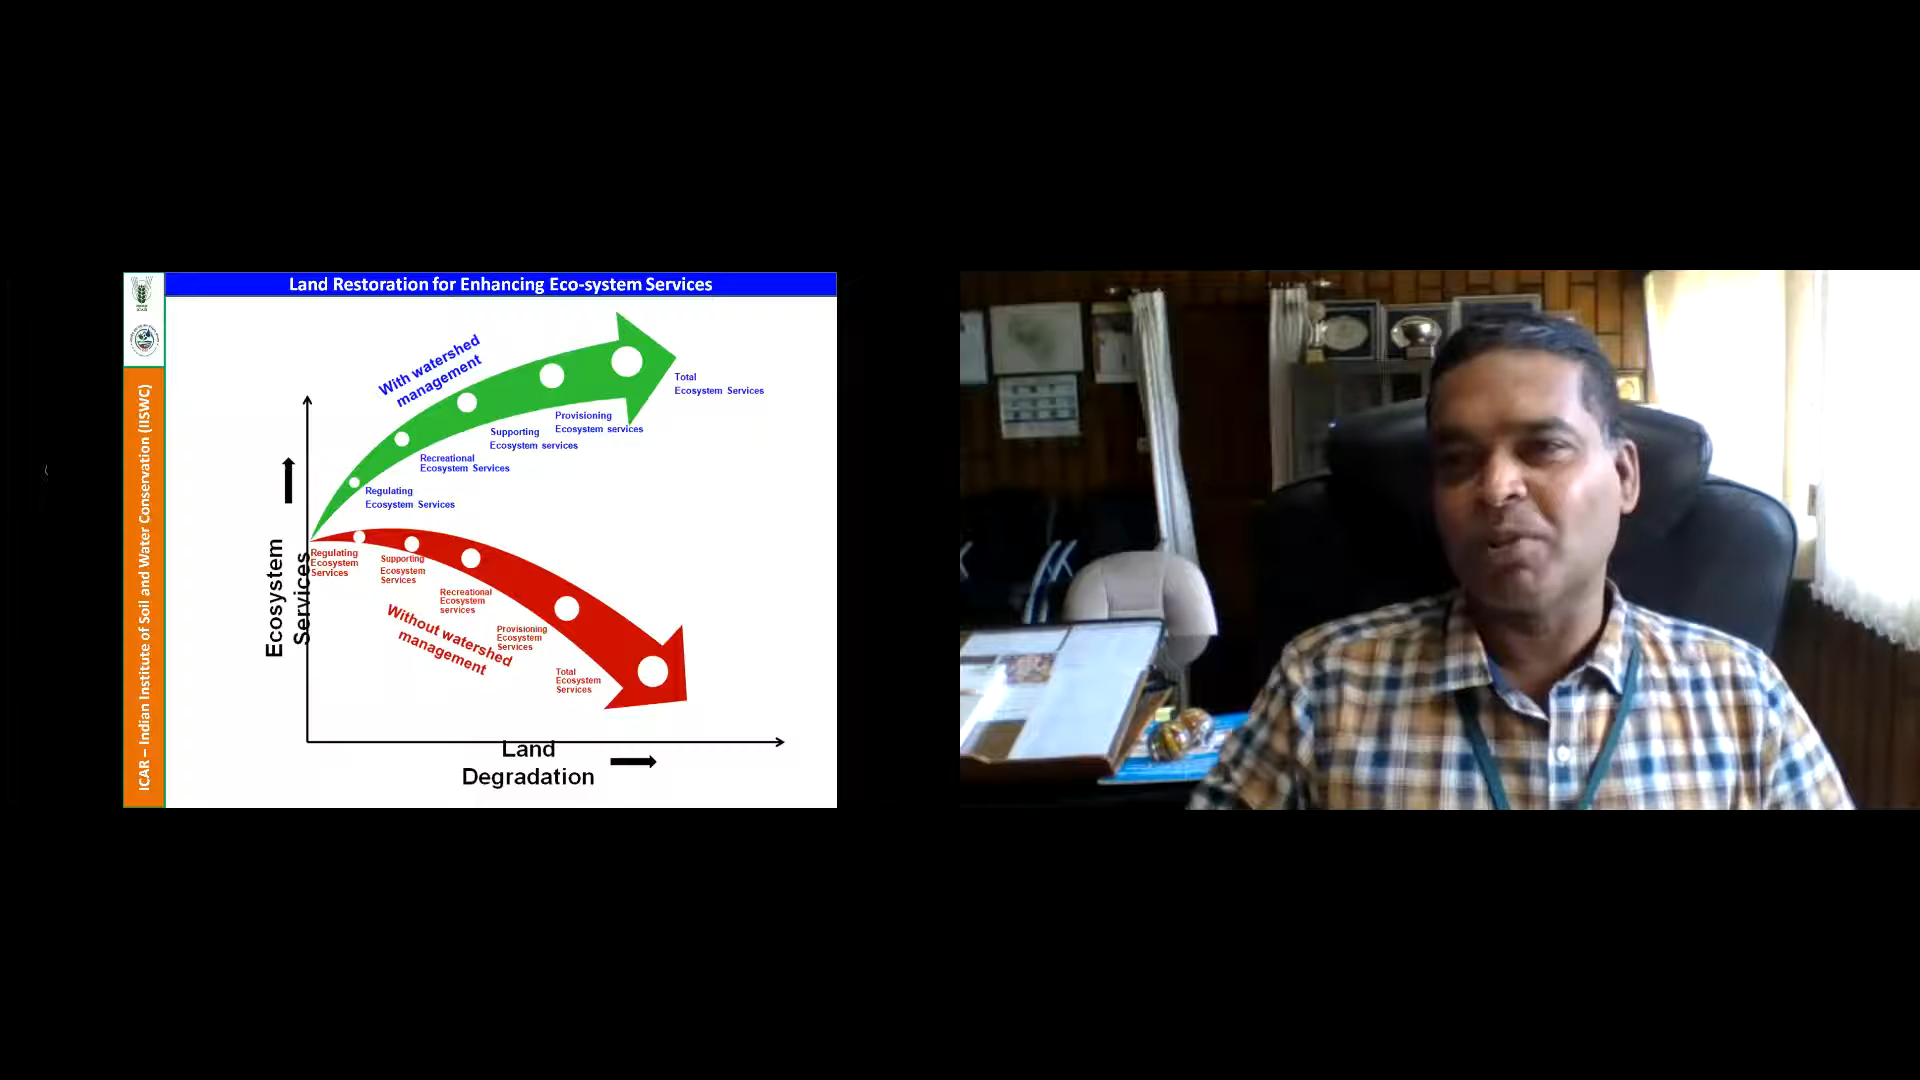 Land Restoration for Enhancing Eco-system Services
ICAR – Indian Institute of Soil and Water Conservation (IISWC)
With watershed
management
Total
Ecosystem Services
Provisioning
Ecosystem services
Supporting
Ecosystem services
Recreational
Ecosystem Services
Regulating
Ecosystem Services
Ecosystem
Services
Regulating
Ecosystem
Services
Supporting
Ecosystem
Services
Recreational
Ecosystem
services
Provisioning
Ecosystem
Services
Total
Ecosystem
Services
Without watershed
management
Land
Degradation